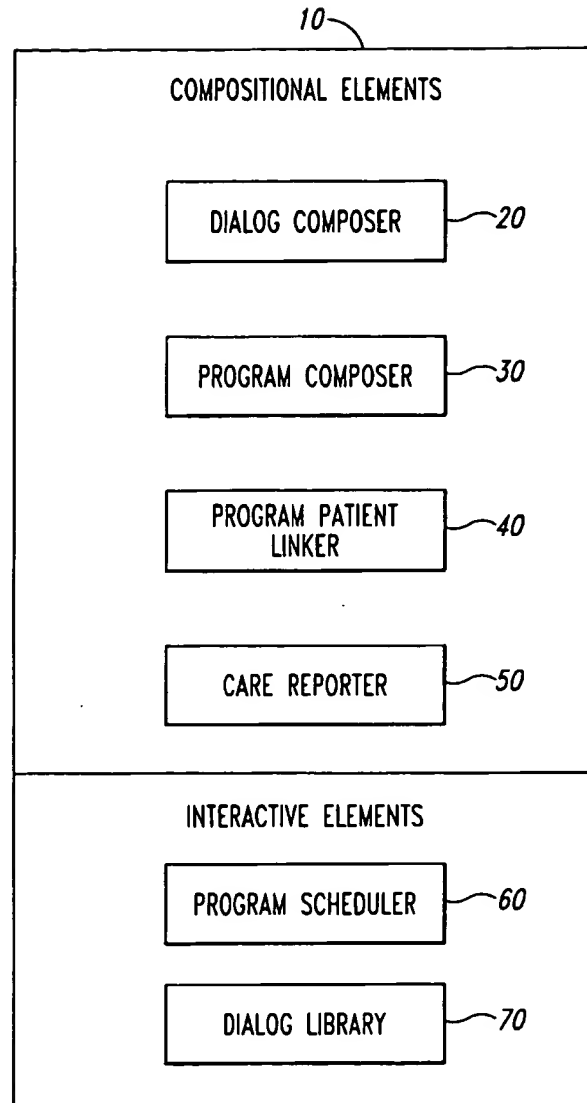 10
COMPOSITIONAL ELEMENTS
DIALOG COMPOSER 20
PROGRAM COMPOSER 30
PROGRAM PATIENT
LINKER 40
CARE REPORTER 50
INTERACTIVE ELEMENTS
PROGRAM SCHEDULER 60
DIALOG LIBRARY 70